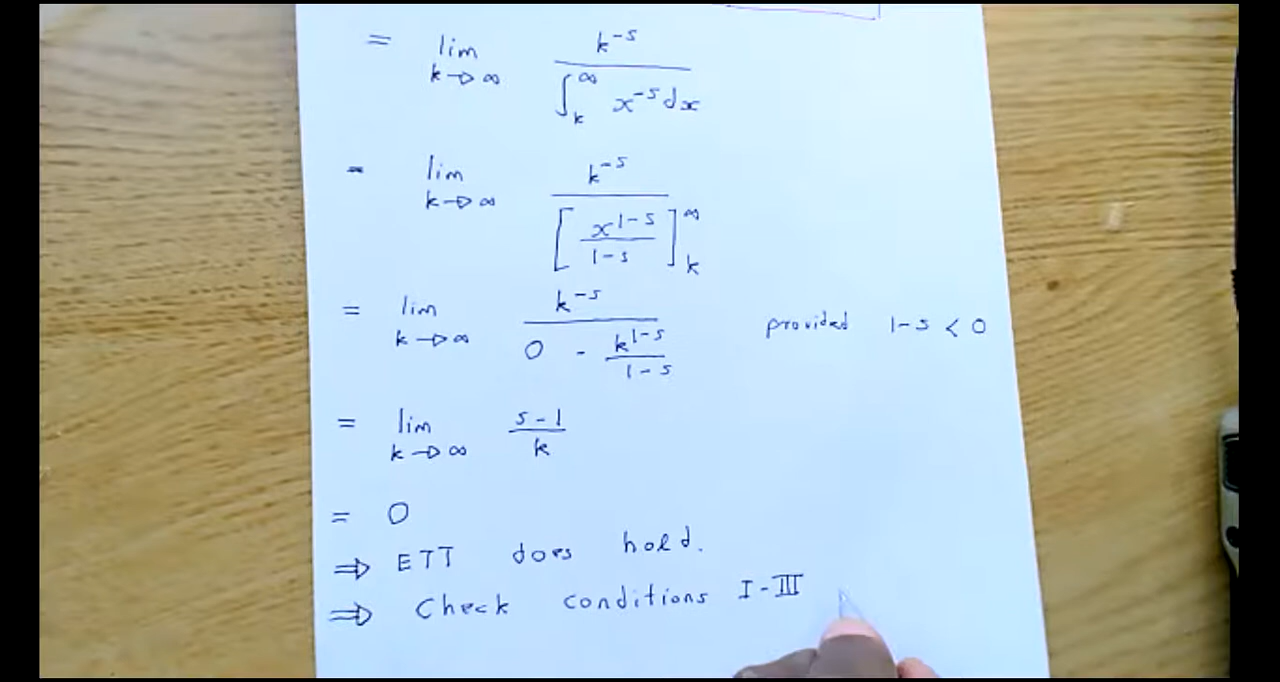 = lim k→∞ k^-s / ∫_k^∞ x^-s dx
= lim k→∞ k^-s / [ x^1-s / 1-s ]_k^∞
= lim k→∞ k^-s / 0 - k^1-s / 1-s provided 1-s < 0
= lim k→∞ s-1 / k
= 0
⇒ ETT does hold.
⇒ Check conditions I-III